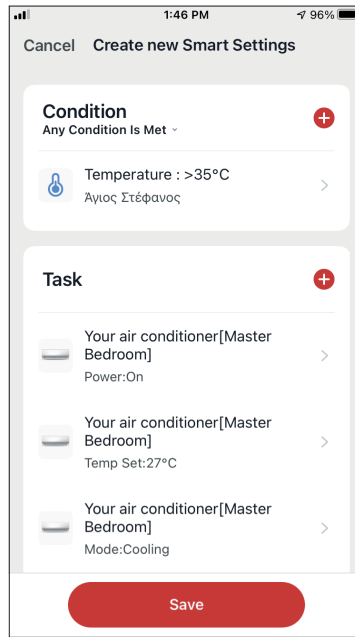 1:46 PM
96%
Cancel Create new Smart Settings
Condition
Any Condition Is Met
Temperature : >35°C
Άγιος Στέφανος
Task
Your air conditioner[Master
Bedroom]
Power:On
Your air conditioner[Master
Bedroom]
Temp Set:27°C
Your air conditioner[Master
Bedroom]
Mode:Cooling
Save